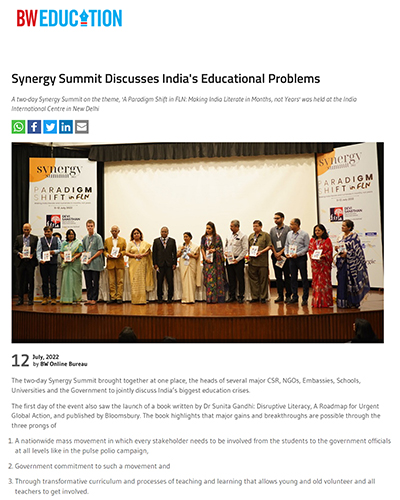 BW EDUCATION
Synergy Summit Discusses India's Educational Problems
A two-day Synergy Summit on the theme, 'A Paradigm Shift in FLN: Making India Literate in Months, not Years' was held at the India
International Centre in New Delhi
synergy
summit
PARADIGM
SHIFT in FLN
synergy
summit
PARADIGM
SHIFT in FLN
12 July, 2022
by BW Online Bureau
The two-day Synergy Summit brought together at one place, the heads of several major CSR, NGOs, Embassies, Schools,
Universities and the Government to jointly discuss India's biggest education crises.
The first day of the event also saw the launch of a book written by Dr Sunita Gandhi: Disruptive Literacy, A Roadmap for Urgent
Global Action, and published by Bloomsbury. The book highlights that major gains and breakthroughs are possible through the
three prongs of
1. A nationwide mass movement in which every stakeholder needs to be involved from the students to the government officials
at all levels like in the pulse polio campaign,
2. Government commitment to such a movement and
3. Through transformative curriculum and processes of teaching and learning that allows young and old volunteer and all
teachers to get involved.